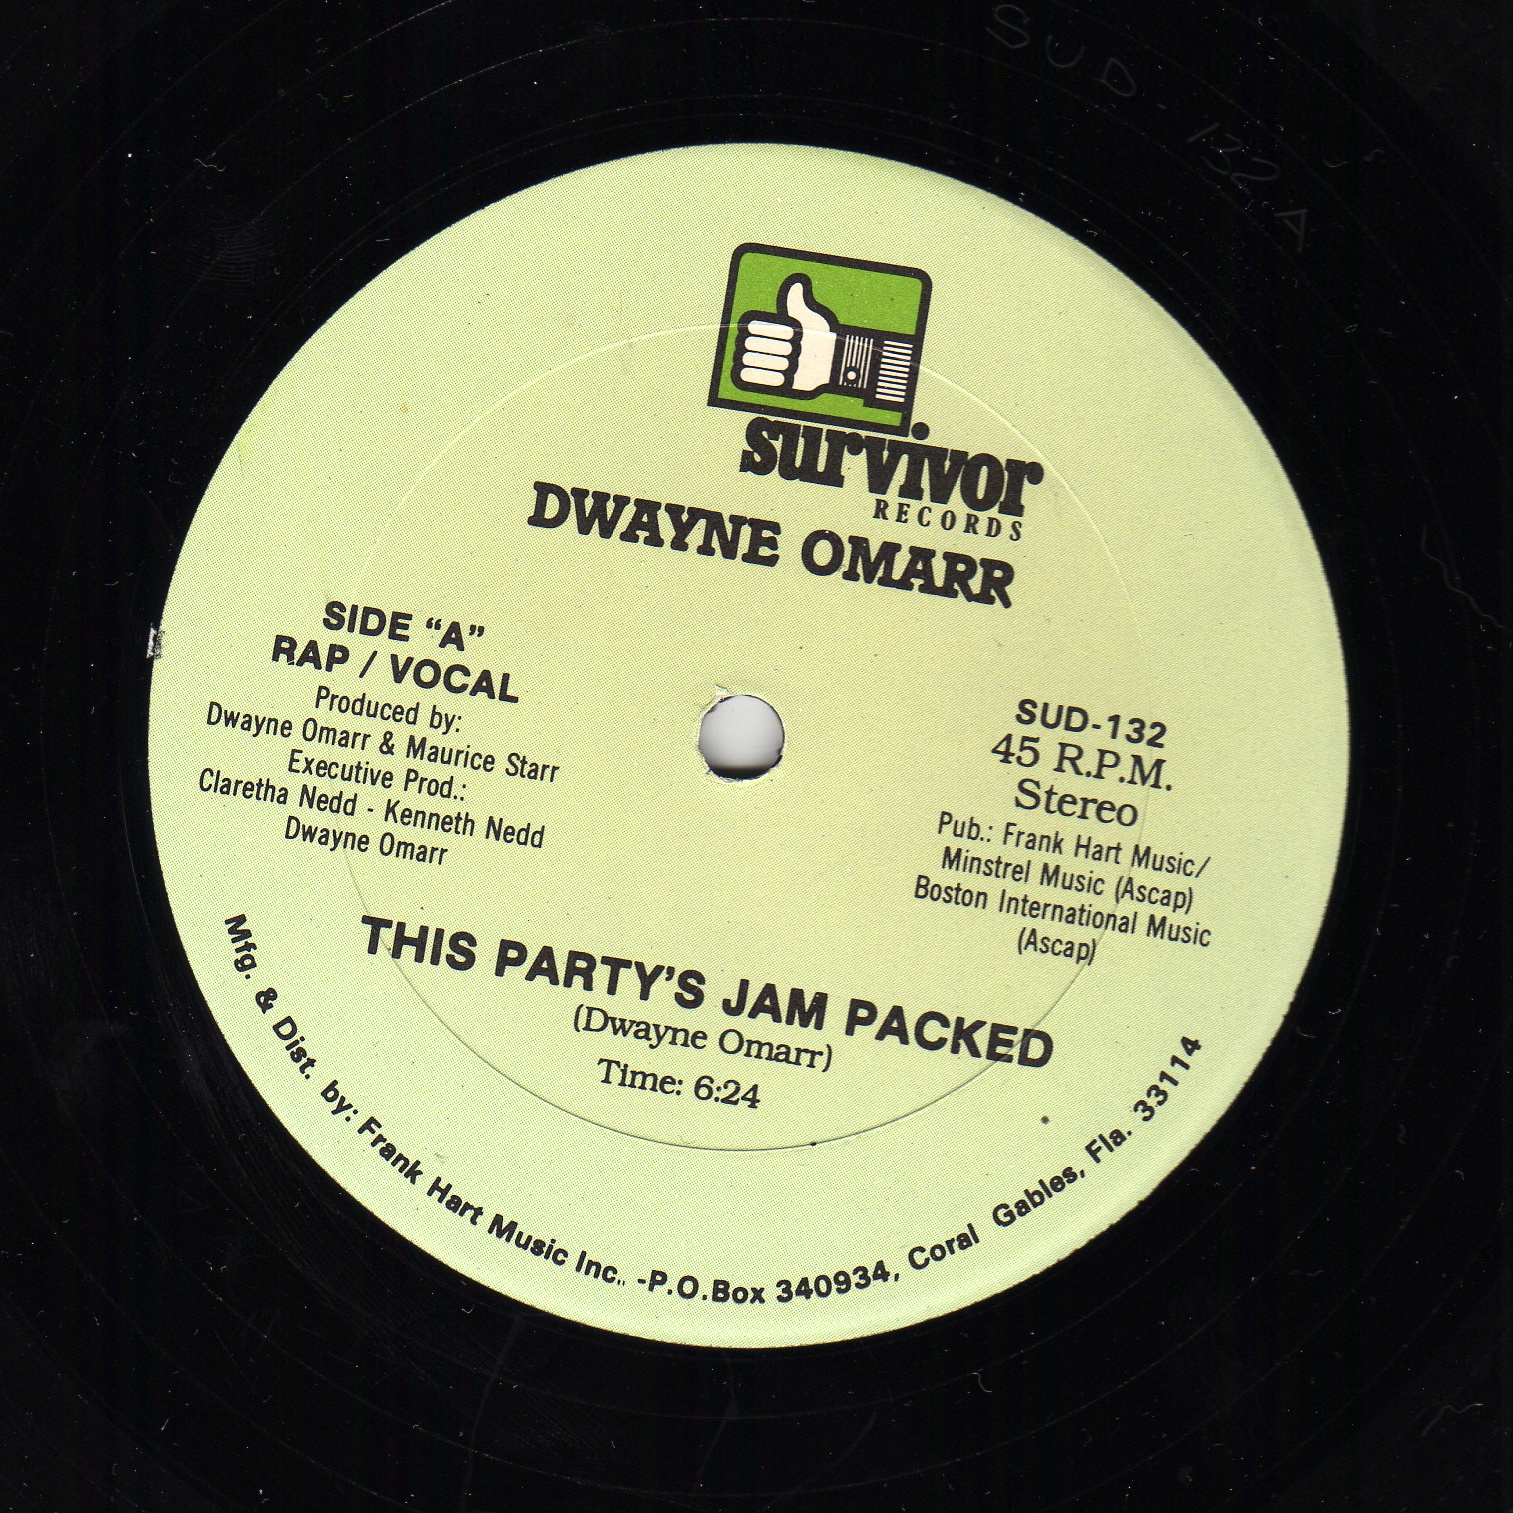 SUD-132 A
survivor
RECORDS
DWAYNE OMARR
SIDE “A”
RAP / VOCAL
Produced by:
Dwayne Omarr & Maurice Starr
Executive Prod.:
Claretha Nedd - Kenneth Nedd
Dwayne Omarr
SUD-132
45 R.P.M.
Stereo
Pub.: Frank Hart Music/
Minstrel Music (Ascap)
Boston International Music
(Ascap)
THIS PARTY’S JAM PACKED
(Dwayne Omarr)
Time: 6:24
Mfg. & Dist. by: Frank Hart Music Inc.. -P.O.Box 340934, Coral Gables, Fla. 33114